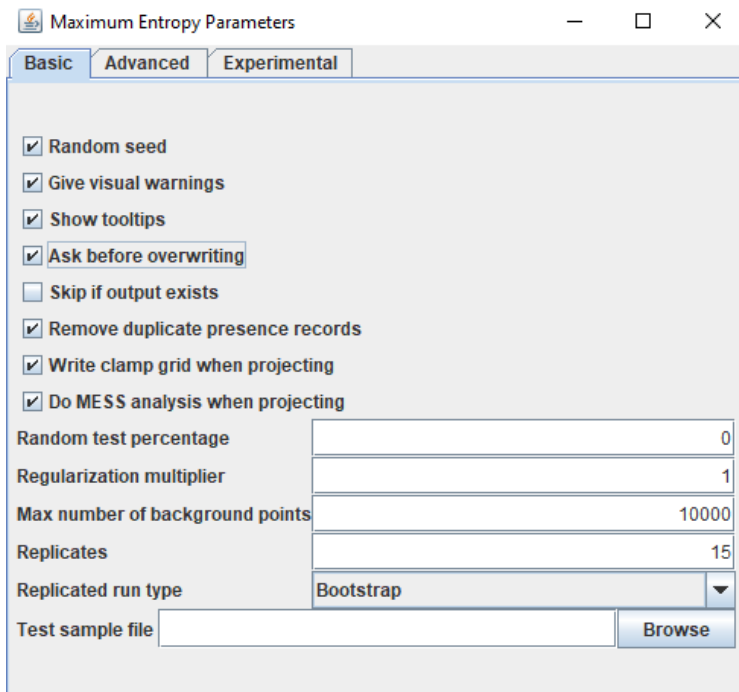 Maximum Entropy Parameters
Basic Advanced Experimental
Random seed
Give visual warnings
Show tooltips
Ask before overwriting
Skip if output exists
Remove duplicate presence records
Write clamp grid when projecting
Do MESS analysis when projecting
Random test percentage 0
Regularization multiplier 1
Max number of background points 10000
Replicates 15
Replicated run type Bootstrap
Test sample file Browse